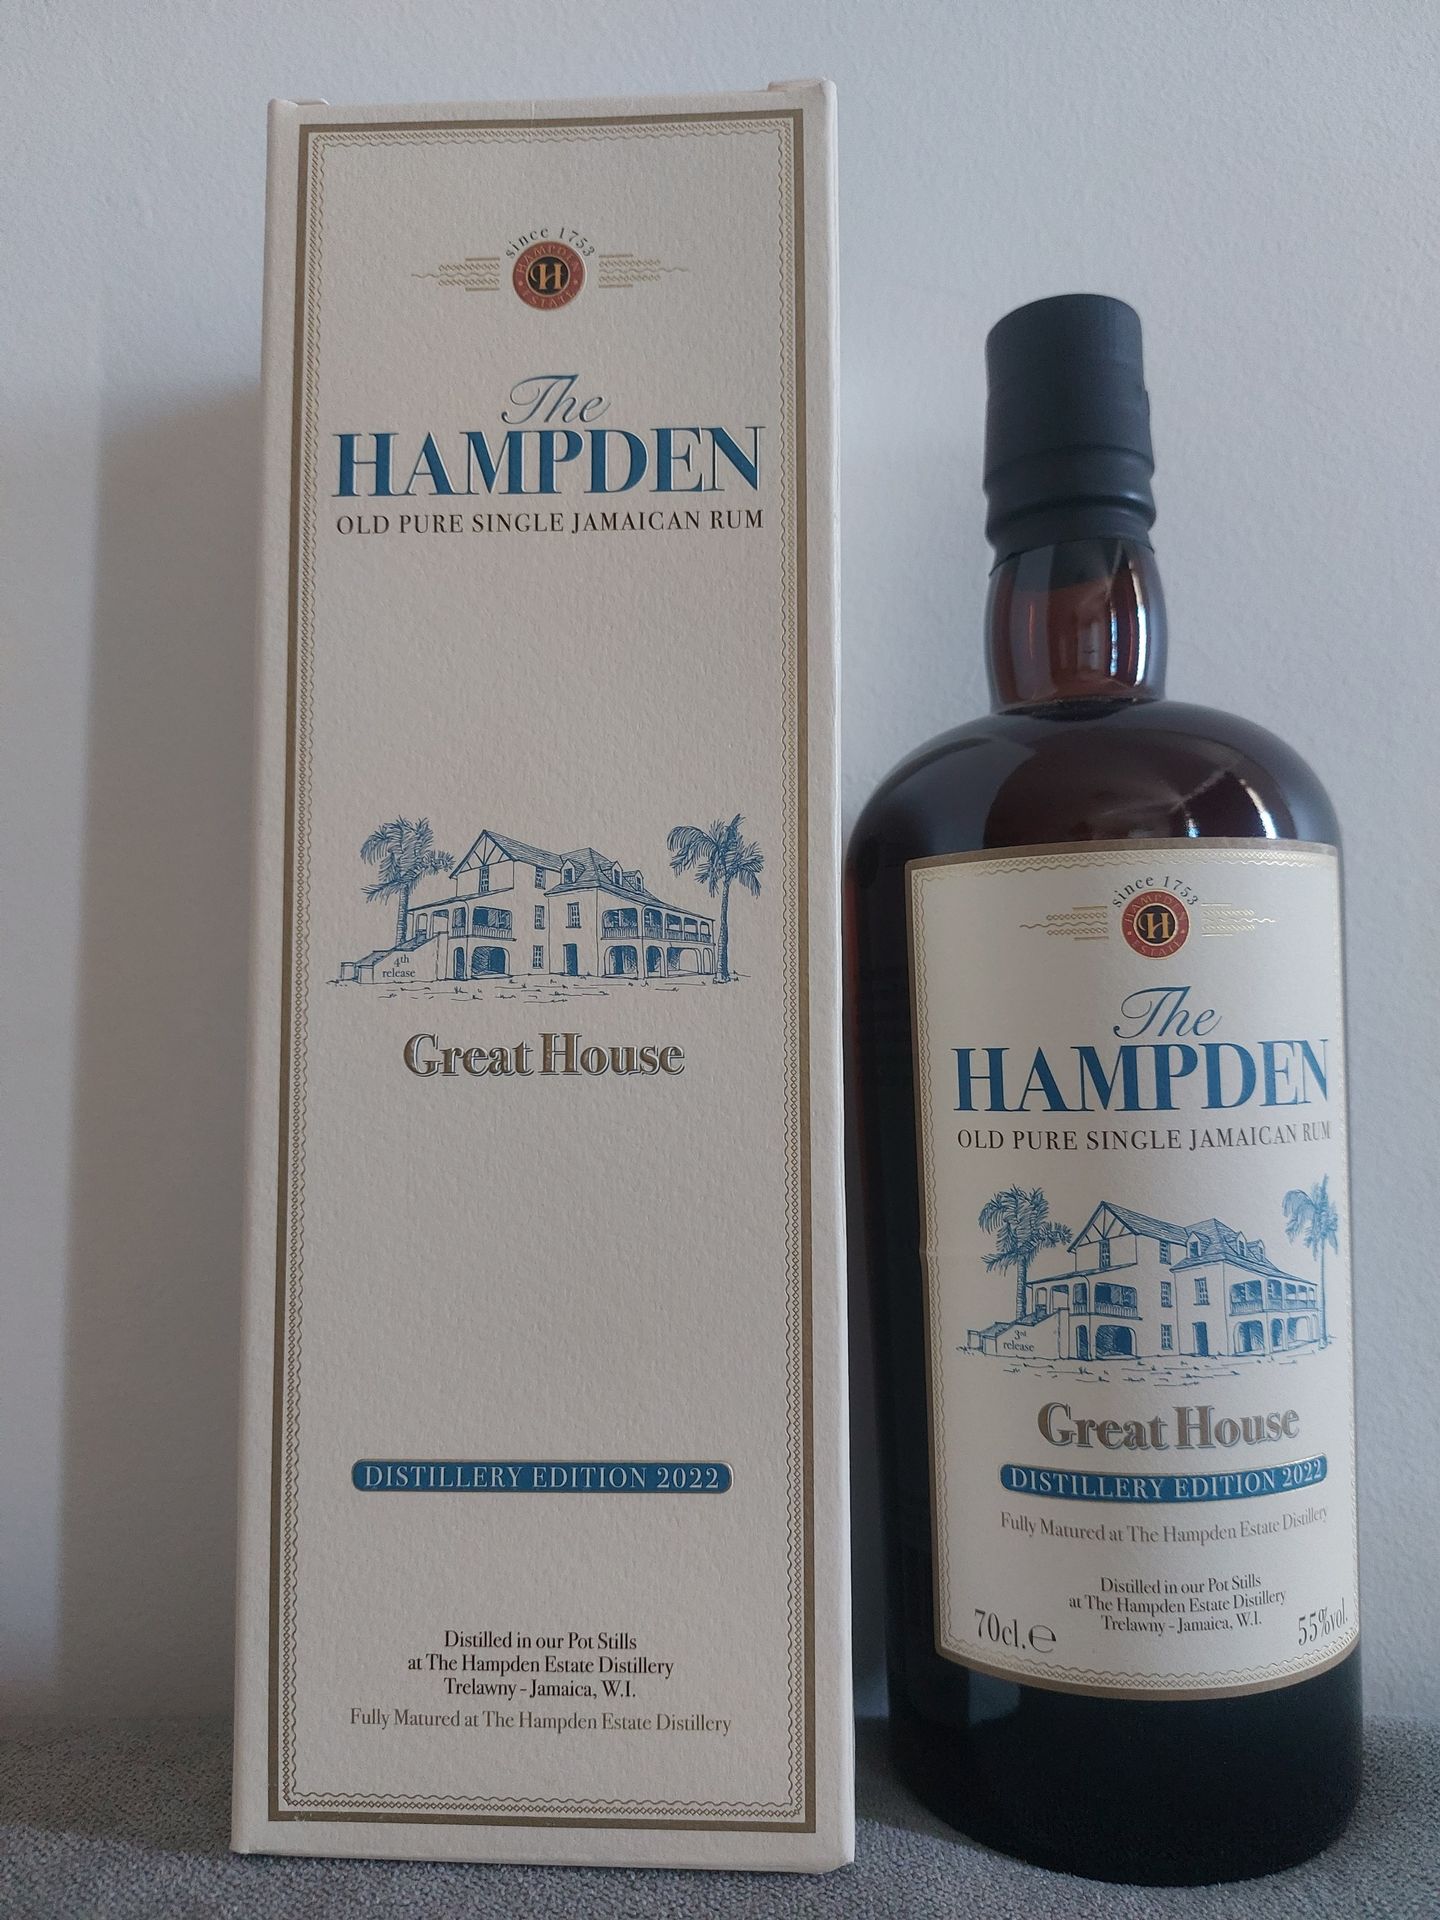 since 1753
HAMPDEN
H
ESTATE
The
HAMPDEN
OLD PURE SINGLE JAMAICAN RUM
4th
release
Great House
DISTILLERY EDITION 2022
Distilled in our Pot Stills
at The Hampden Estate Distillery
Trelawny - Jamaica, W.I.
Fully Matured at The Hampden Estate Distillery
since 1753
HAMPDEN
H
ESTATE
The
HAMPDEN
OLD PURE SINGLE JAMAICAN RUM
3rd
release
Great House
DISTILLERY EDITION 2022
Fully Matured at The Hampden Estate Distillery
Distilled in our Pot Stills
at The Hampden Estate Distillery
Trelawny - Jamaica, W.I.
70cl.℮
55%vol.